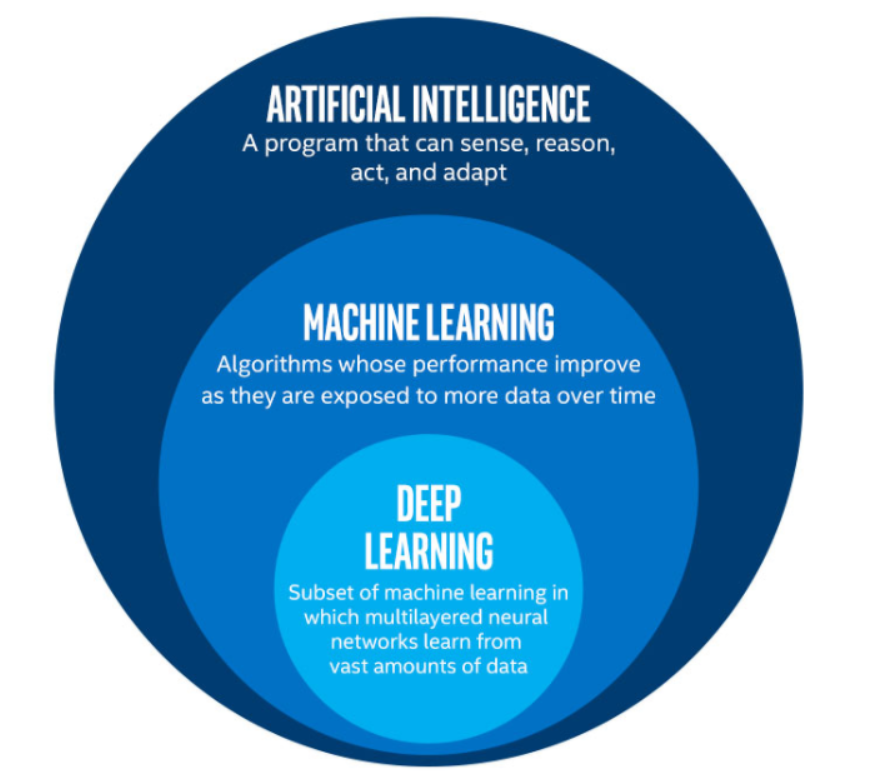 ARTIFICIAL INTELLIGENCE
A program that can sense, reason,
act, and adapt
MACHINE LEARNING
Algorithms whose performance improve
as they are exposed to more data over time
DEEP
LEARNING
Subset of machine learning in
which multilayered neural
networks learn from
vast amounts of data